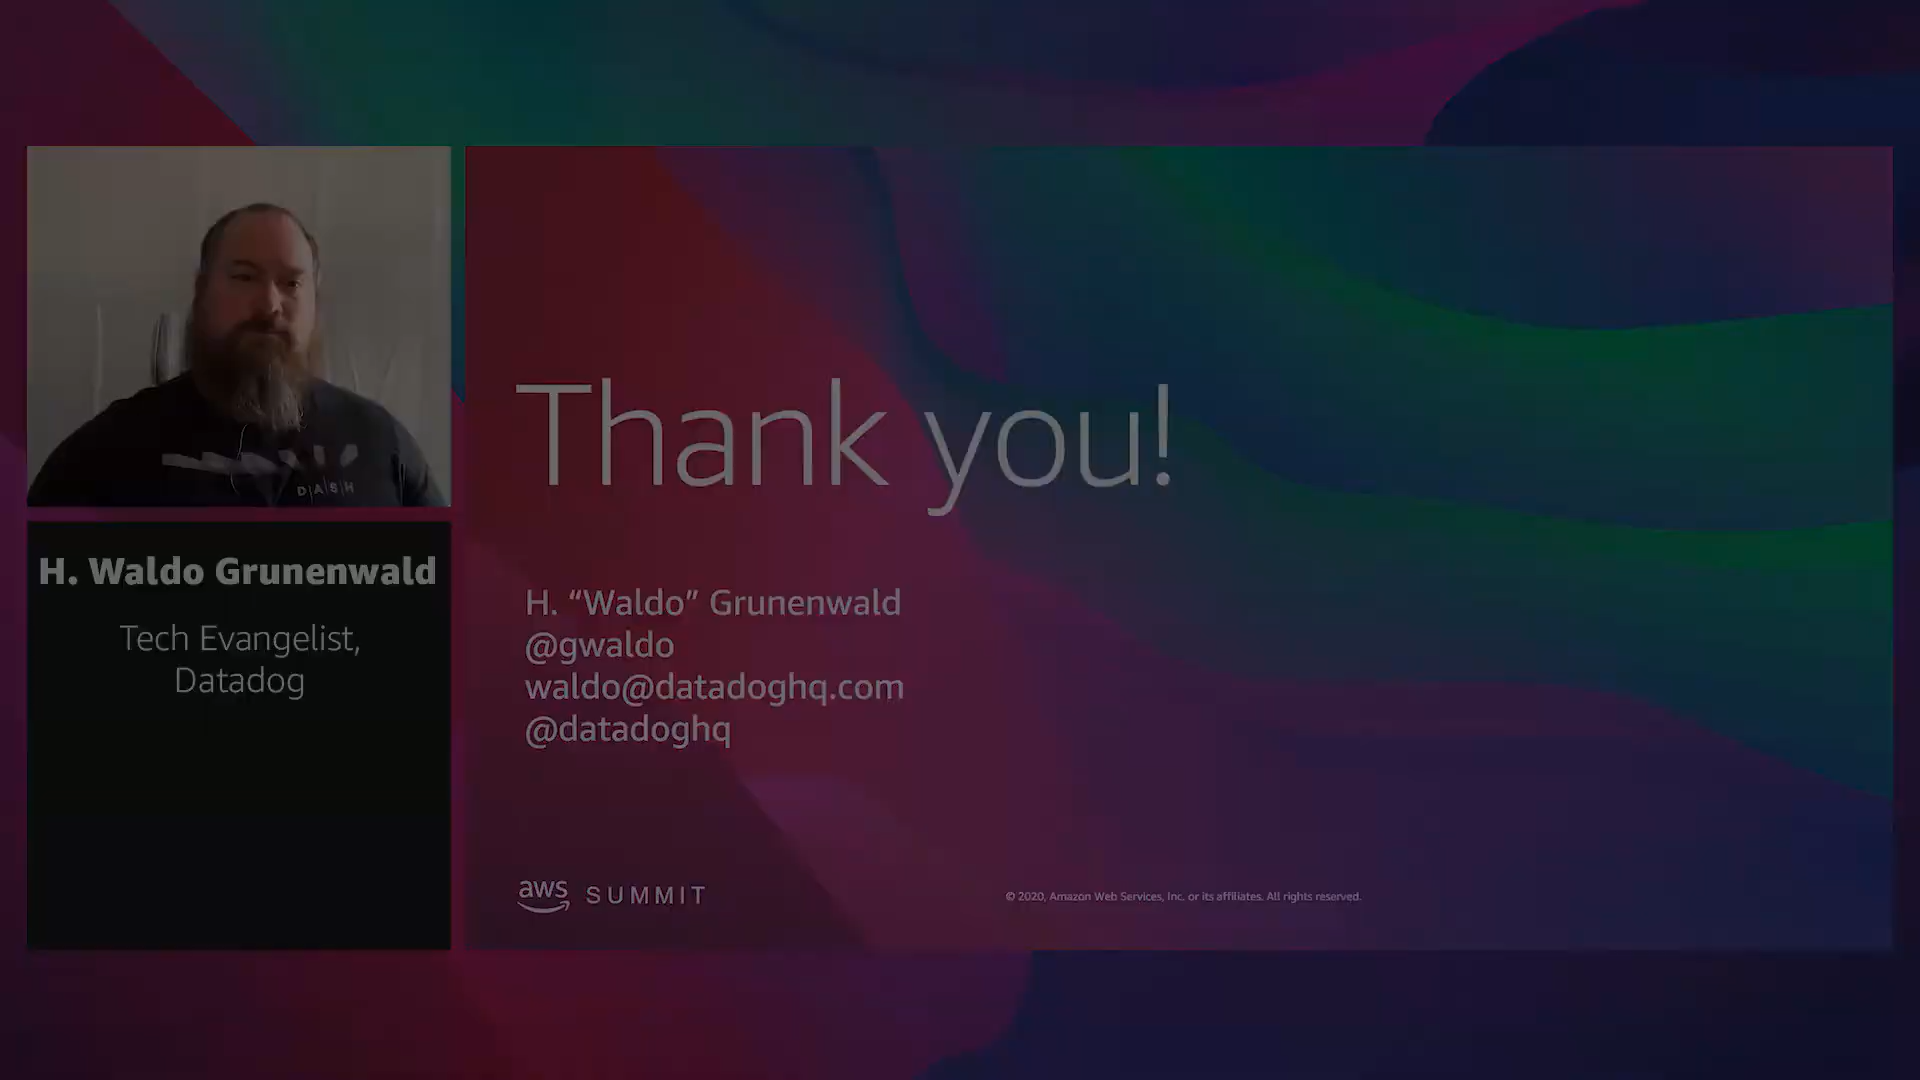 D|A|S|H
H. Waldo Grunenwald
Tech Evangelist,
Datadog
Thank you!
H. “Waldo” Grunenwald
@gwaldo
waldo@datadoghq.com
@datadoghq
aws SUMMIT
© 2020, Amazon Web Services, Inc. or its affiliates. All rights reserved.